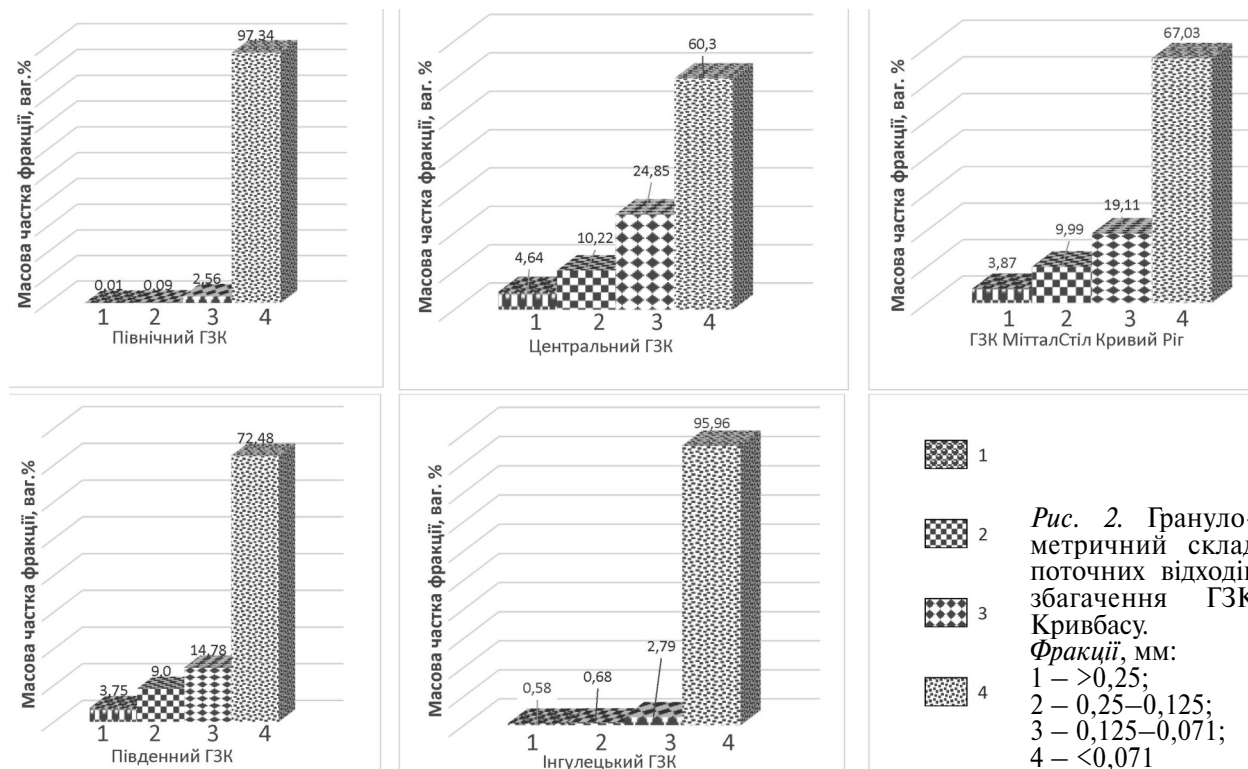 Масова частка фракції, ваг.%
97,34
0,01
0,09
2,56
1 2 3 4
Північний ГЗК
Масова частка фракції, ваг. %
60,3
24,85
10,22
4,64
1 2 3 4
Центральний ГЗК
Масова частка фракції, ваг. %
67,03
19,11
9,99
3,87
1 2 3 4
ГЗК МітталСтіл Кривий Ріг
Масова частка фракції, ваг.%
72,48
14,78
9,0
3,75
1 2 3 4
Південний ГЗК
Масова частка фракції, ваг. %
95,96
2,79
0,68
0,58
1 2 3 4
Інгулецький ГЗК
1
2
3
4
Рис. 2. Грануло-
метричний склад
поточних відходів
збагачення ГЗК
Кривбасу.
Фракції, мм:
1 – >0,25;
2 – 0,25–0,125;
3 – 0,125–0,071;
4 – <0,071